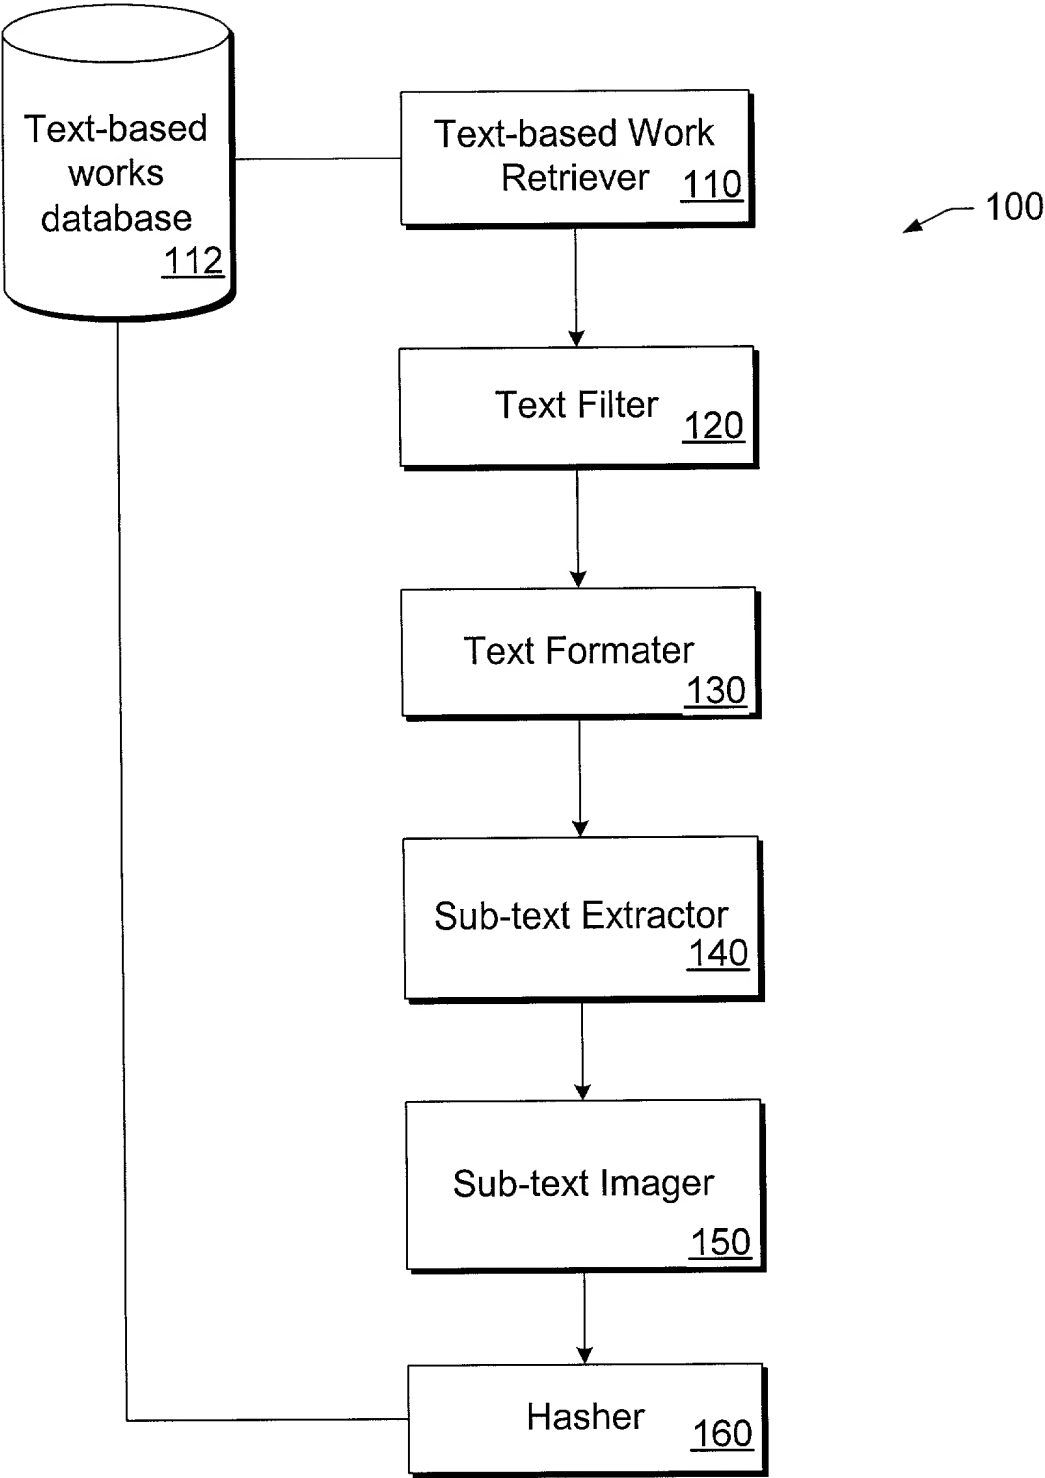 Text-based
works
database
112
Text-based Work
Retriever 110
100
Text Filter
120
Text Formater
130
Sub-text Extractor
140
Sub-text Imager
150
Hasher
160